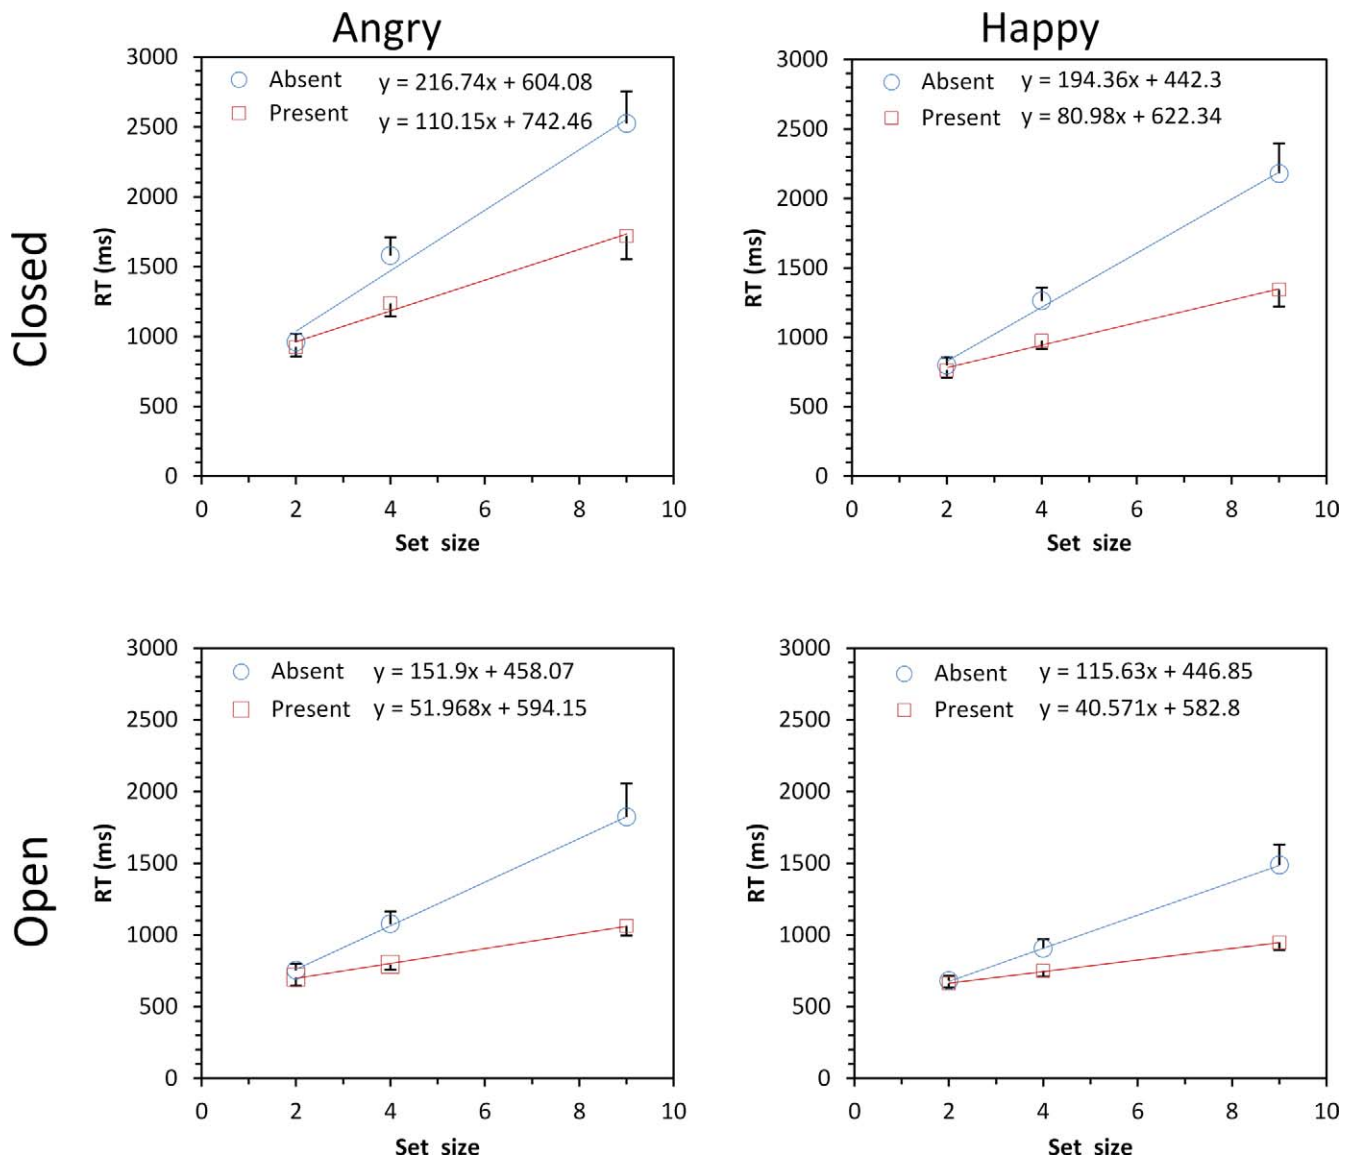 Angry
Happy
Closed
Open
3000
2500
2000
1500
1000
500
0
RT (ms)
Absent y = 216.74x + 604.08
Present y = 110.15x + 742.46
0 2 4 6 8 10
Set size
3000
2500
2000
1500
1000
500
0
RT (ms)
Absent y = 194.36x + 442.3
Present y = 80.98x + 622.34
0 2 4 6 8 10
Set size
3000
2500
2000
1500
1000
500
0
RT (ms)
Absent y = 151.9x + 458.07
Present y = 51.968x + 594.15
0 2 4 6 8 10
Set size
3000
2500
2000
1500
1000
500
0
RT (ms)
Absent y = 115.63x + 446.85
Present y = 40.571x + 582.8
0 2 4 6 8 10
Set size